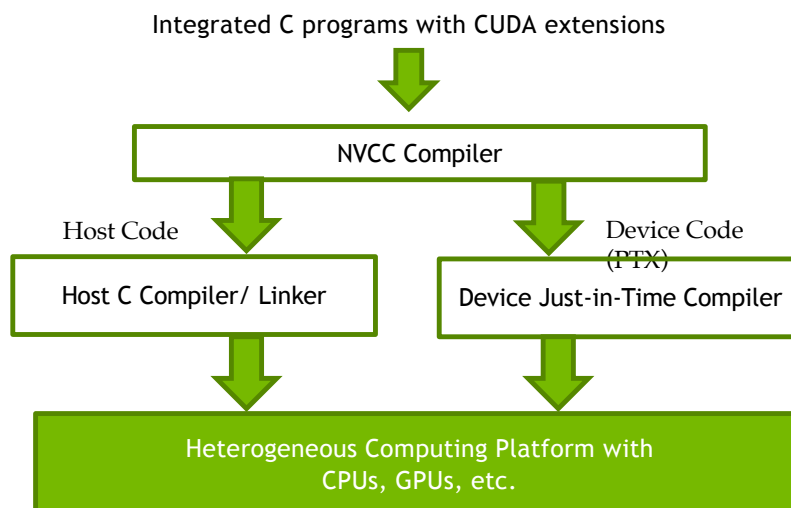 Integrated C programs with CUDA extensions
NVCC Compiler
Host Code
Device Code
(PTX)
Host C Compiler/ Linker
Device Just-in-Time Compiler
Heterogeneous Computing Platform with
CPUs, GPUs, etc.